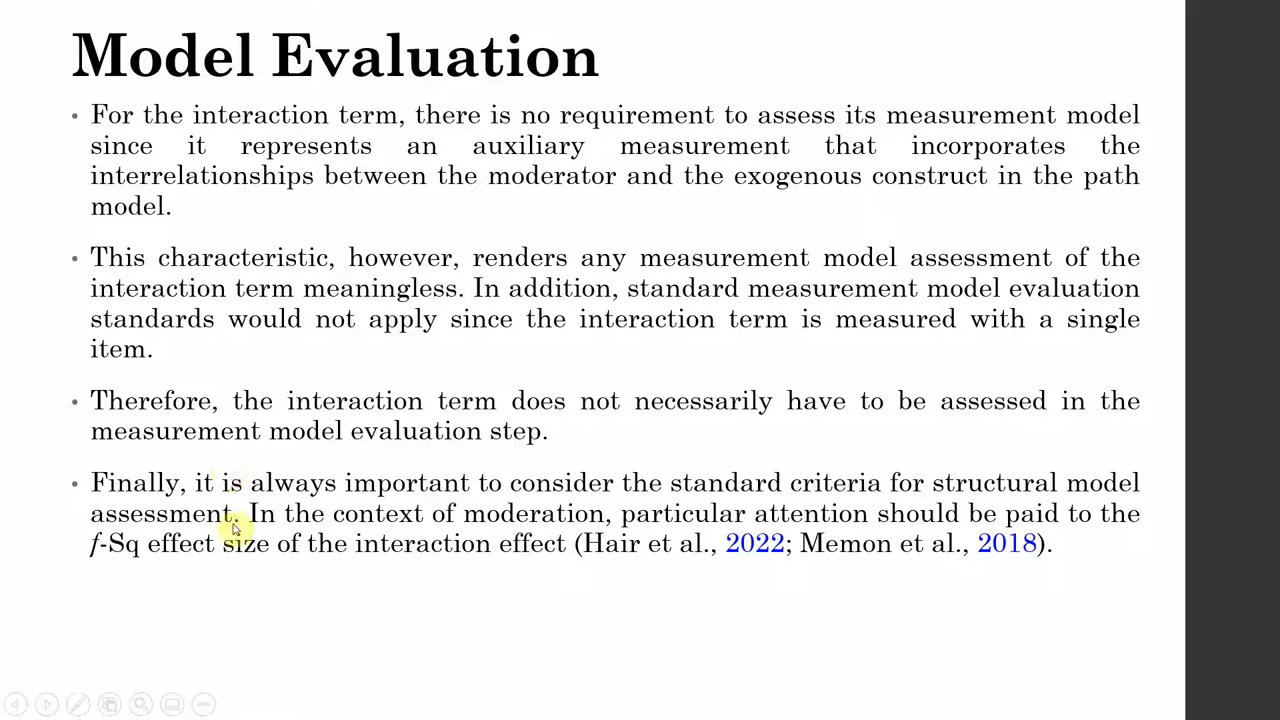 Model Evaluation
• For the interaction term, there is no requirement to assess its measurement model
since it represents an auxiliary measurement that incorporates the
interrelationships between the moderator and the exogenous construct in the path
model.
• This characteristic, however, renders any measurement model assessment of the
interaction term meaningless. In addition, standard measurement model evaluation
standards would not apply since the interaction term is measured with a single
item.
• Therefore, the interaction term does not necessarily have to be assessed in the
measurement model evaluation step.
• Finally, it is always important to consider the standard criteria for structural model
assessment. In the context of moderation, particular attention should be paid to the
f-Sq effect size of the interaction effect (Hair et al., 2022; Memon et al., 2018).